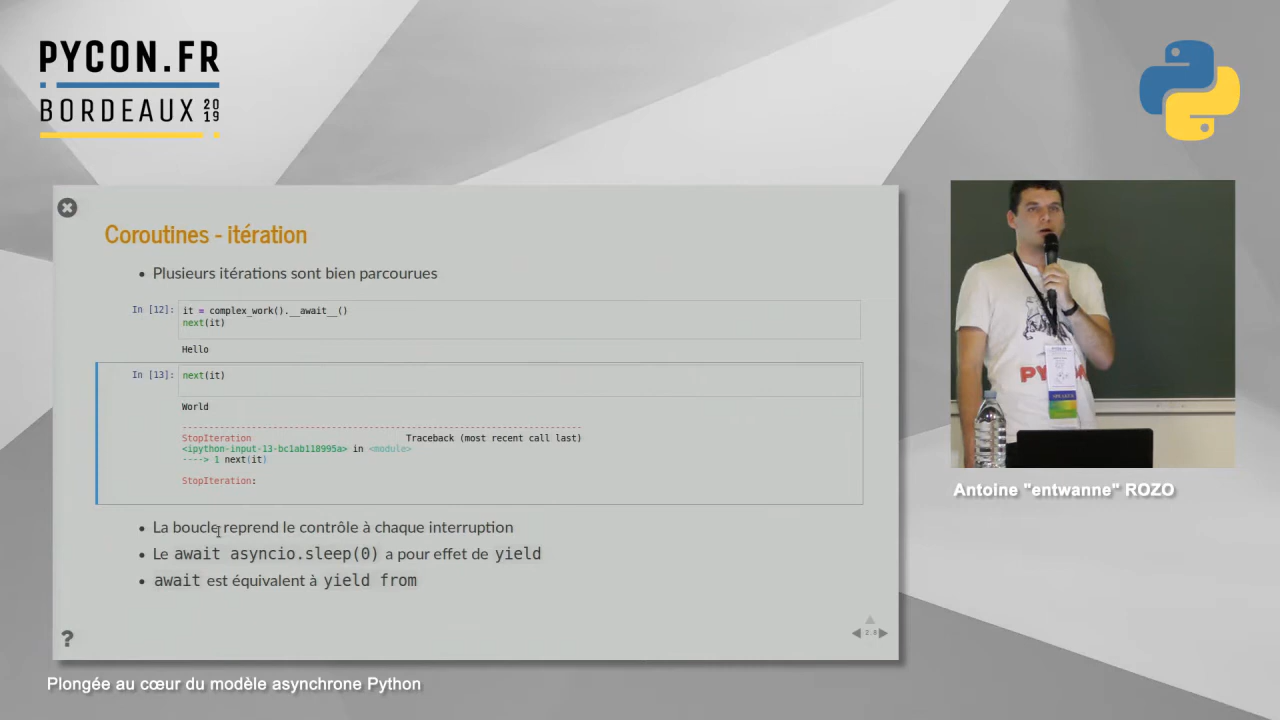 PYCON.FR
BORDEAUX 2019
Coroutines - itération
• Plusieurs itérations sont bien parcourues
In [12]: it = complex_work().__await__()
next(it)
Hello
In [13]: next(it)
World
---------------------------------------------------------------------------
StopIteration                             Traceback (most recent call last)
<ipython-input-13-bc1ab118995a> in <module>
----> 1 next(it)
StopIteration:
• La boucle reprend le contrôle à chaque interruption
• Le await asyncio.sleep(0) a pour effet de yield
• await est équivalent à yield from
?
2.8
PYCON
Antoine "entwanne" ROZO
Plongée au cœur du modèle asynchrone Python